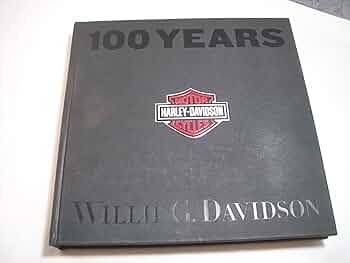 100 YEARS
MOTOR
HARLEY-DAVIDSON
CYCLES
WILLIE G. DAVIDSON